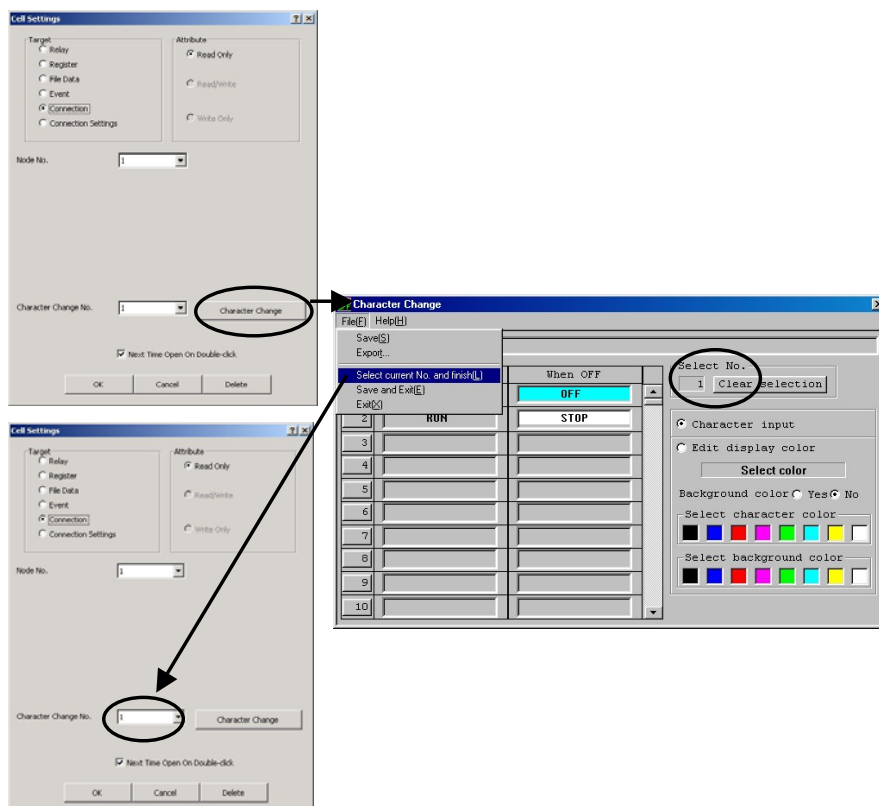 Cell Settings
Target
Relay
Register
File Data
Event
Connection
Connection Settings
Attribute
Read Only
Read/Write
Write Only
Node No.
1
Character Change No.
1
Character Change
Next Time Open On Double-click
OK Cancel Delete
Character Change
File(F) Help(H)
Save(S)
Export...
Select current No. and finish(L)
Save and Exit(E)
Exit(X)
When OFF
OFF
2 RUN STOP
3
4
5
6
7
8
9
10
Select No.
1 Clear selection
Character input
Edit display color
Select color
Background color Yes No
Select character color
Select background color
Cell Settings
Target
Relay
Register
File Data
Event
Connection
Connection Settings
Attribute
Read Only
Read/Write
Write Only
Node No.
1
Character Change No.
1
Character Change
Next Time Open On Double-click
OK Cancel Delete